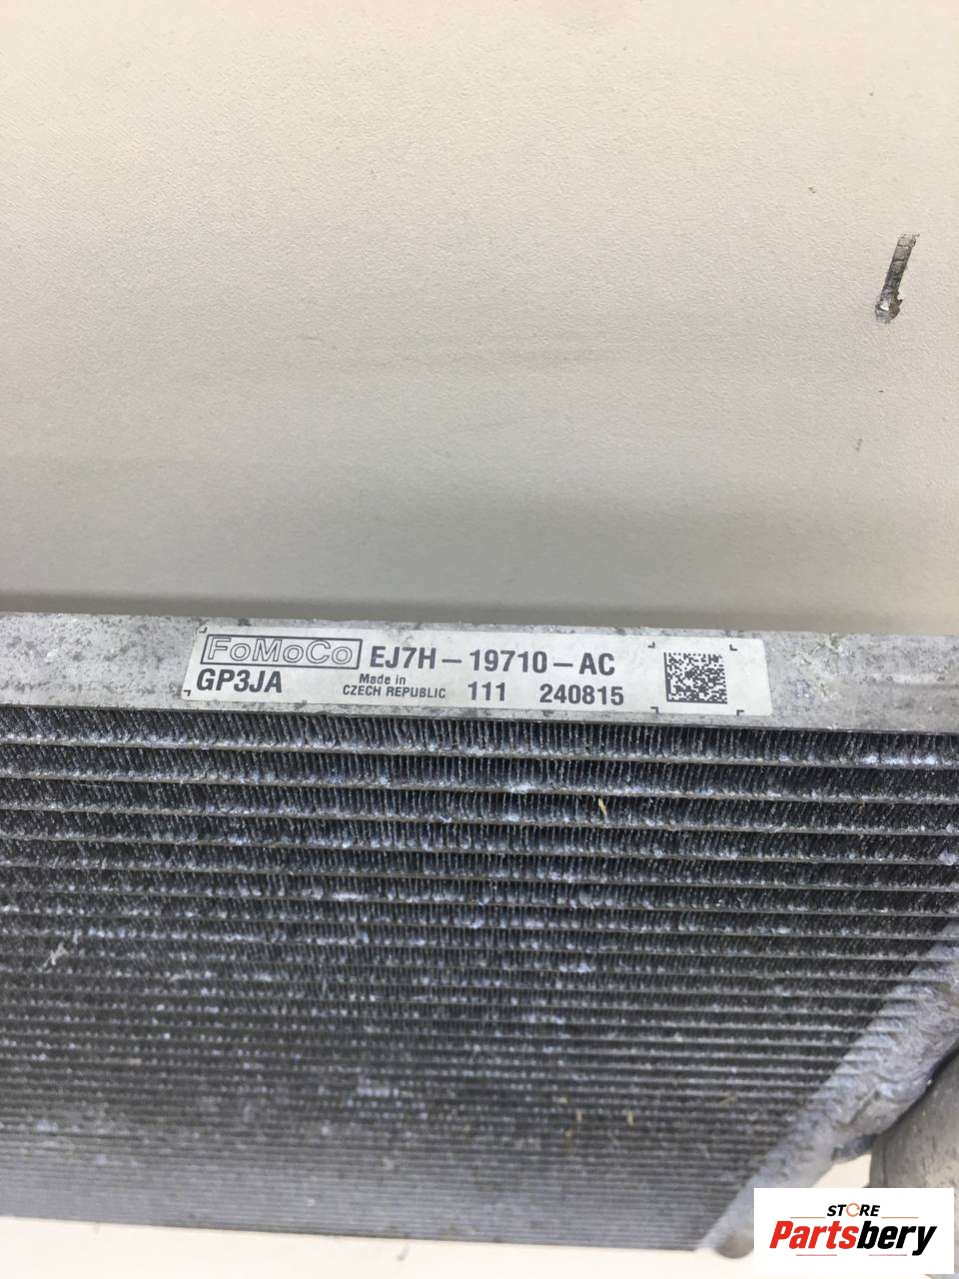 FoMoCo EJ7H-19710-AC
GP3JA Made in CZECH REPUBLIC 111 240815
STORE
Partsbery